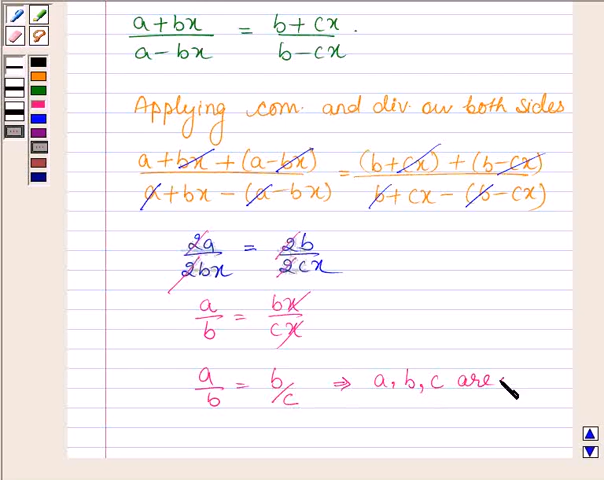 a+bx / a-bx = b+cx / b-cx .
Applying com. and div. on both sides
a+bx+(a-bx) / a+bx-(a-bx) = (b+cx)+(b-cx) / b+cx-(b-cx)
2a / 2bx = 2b / 2cx
a / b = bx / cx
a / b = b/c ⇒ a, b, c are